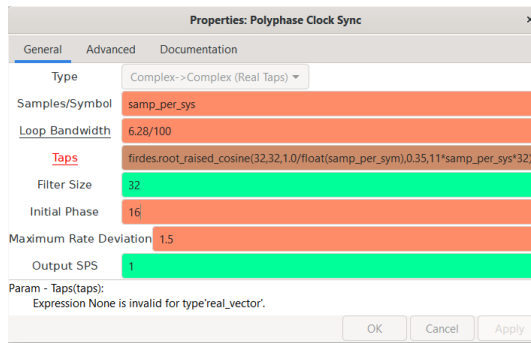 Properties: Polyphase Clock Sync ×
General Advanced Documentation
Type Complex->Complex (Real Taps)
Samples/Symbol samp_per_sys
Loop Bandwidth 6.28/100
Taps firdes.root_raised_cosine(32,32,1.0/float(samp_per_sym),0.35,11*samp_per_sys*32)
Filter Size 32
Initial Phase 16
Maximum Rate Deviation 1.5
Output SPS 1
Param - Taps(taps):
Expression None is invalid for type'real_vector'.
OK Cancel Apply